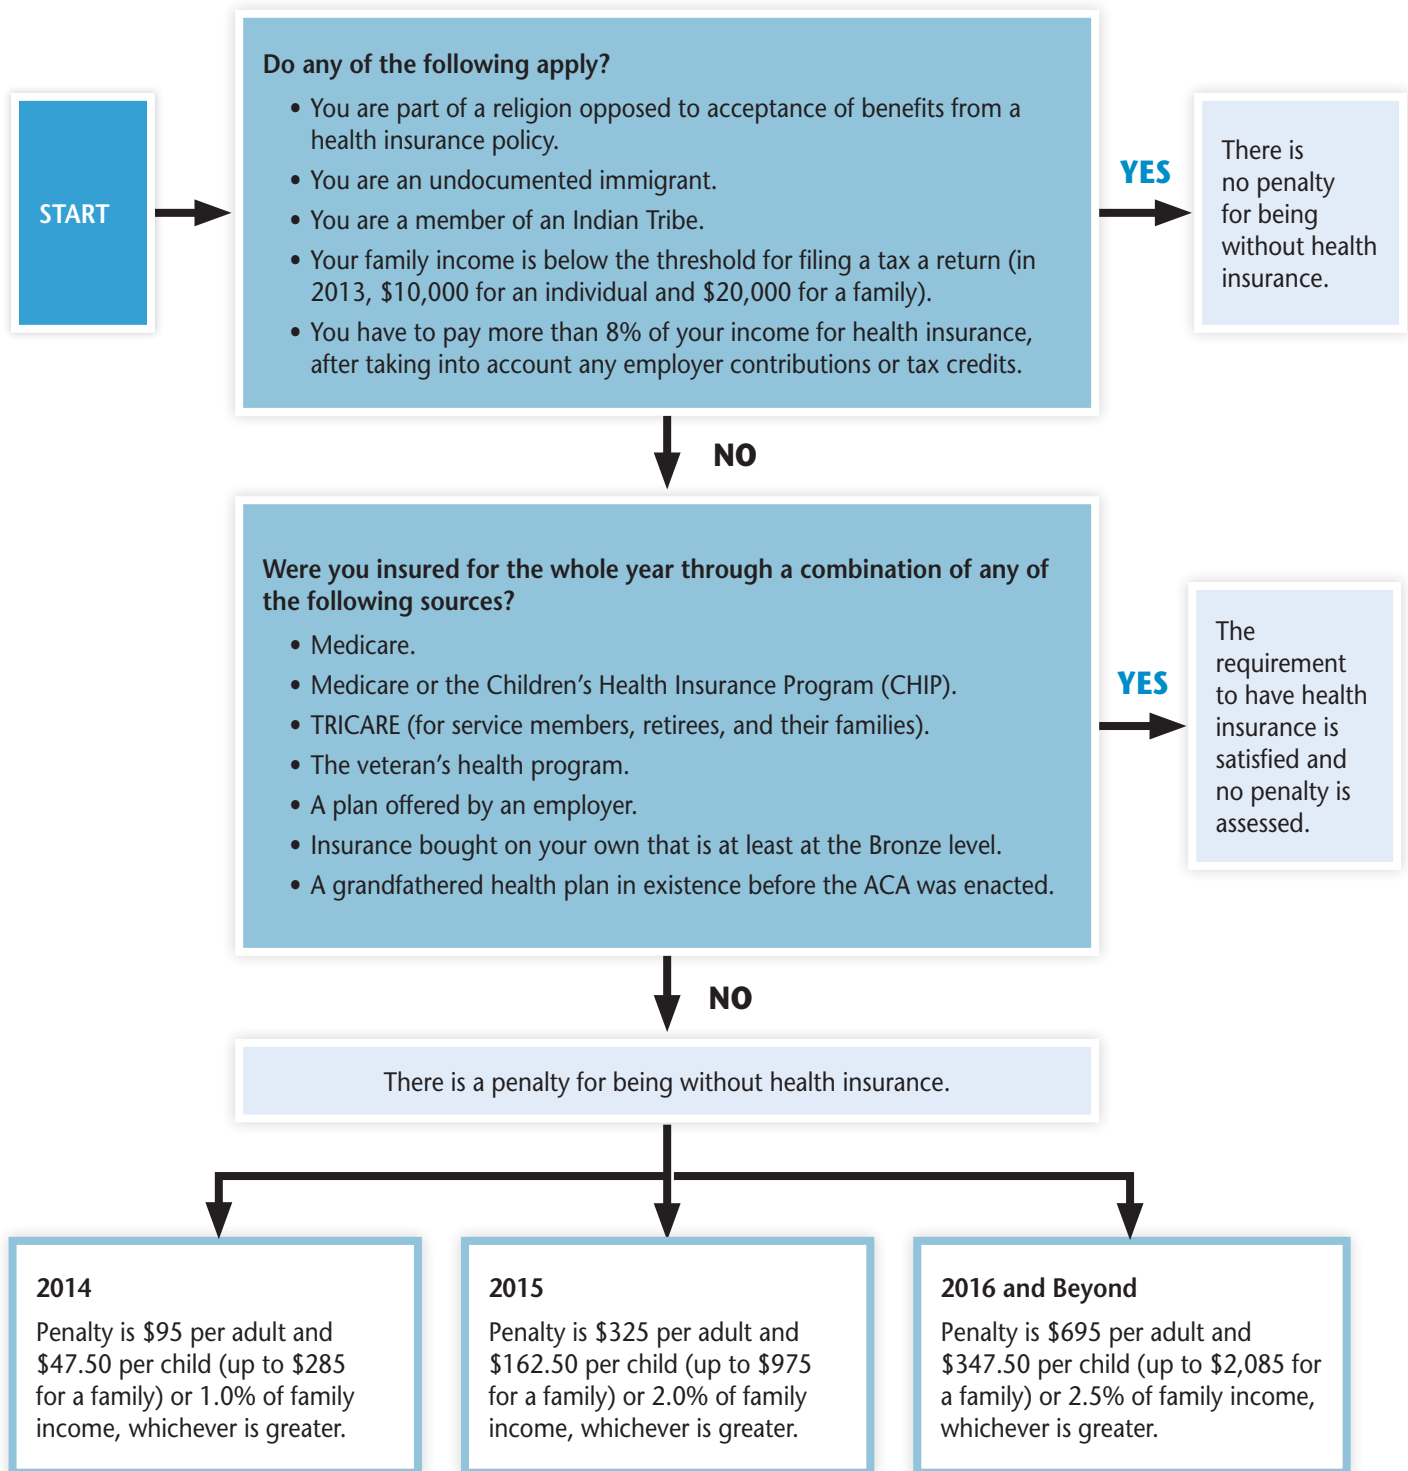 START
Do any of the following apply?
• You are part of a religion opposed to acceptance of benefits from a
health insurance policy.
• You are an undocumented immigrant.
• You are a member of an Indian Tribe.
• Your family income is below the threshold for filing a tax a return (in
2013, $10,000 for an individual and $20,000 for a family).
• You have to pay more than 8% of your income for health insurance,
after taking into account any employer contributions or tax credits.
YES
There is
no penalty
for being
without health
insurance.
NO
Were you insured for the whole year through a combination of any of
the following sources?
• Medicare.
• Medicare or the Children’s Health Insurance Program (CHIP).
• TRICARE (for service members, retirees, and their families).
• The veteran’s health program.
• A plan offered by an employer.
• Insurance bought on your own that is at least at the Bronze level.
• A grandfathered health plan in existence before the ACA was enacted.
YES
The
requirement
to have health
insurance is
satisfied and
no penalty is
assessed.
NO
There is a penalty for being without health insurance.
2014
Penalty is $95 per adult and
$47.50 per child (up to $285
for a family) or 1.0% of family
income, whichever is greater.
2015
Penalty is $325 per adult and
$162.50 per child (up to $975
for a family) or 2.0% of family
income, whichever is greater.
2016 and Beyond
Penalty is $695 per adult and
$347.50 per child (up to $2,085 for
a family) or 2.5% of family income,
whichever is greater.